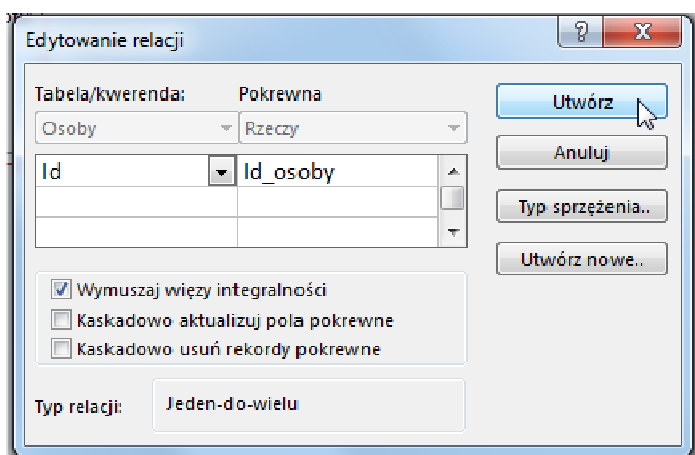 Edytowanie relacji
Tabela/kwerenda: Pokrewna
Osoby Rzeczy
Id Id_osoby
Wymuszaj więzy integralności
Kaskadowo aktualizuj pola pokrewne
Kaskadowo usuń rekordy pokrewne
Typ relacji: Jeden-do-wielu
Utwórz
Anuluj
Typ sprzężenia..
Utwórz nowe..